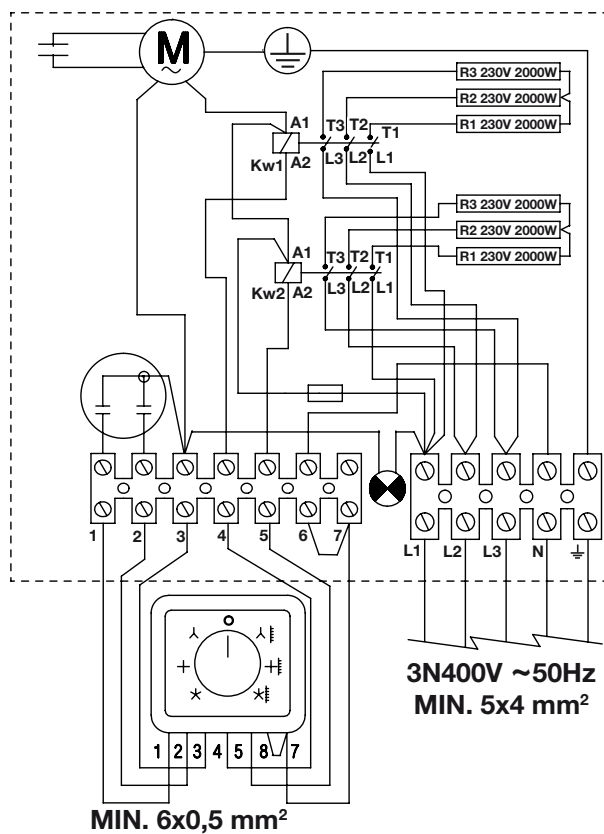 M
~
R3 230V 2000W
R2 230V 2000W
R1 230V 2000W
A1
T3
T2
T1
Kw1
A2
L3
L2
L1
R3 230V 2000W
R2 230V 2000W
R1 230V 2000W
A1
T3
T2
T1
Kw2
A2
L3
L2
L1
1
2
3
4
5
6
7
L1
L2
L3
N
1 2 3 4 5 8 7
3N400V ~50Hz
MIN. 5x4 mm²
MIN. 6x0,5 mm²